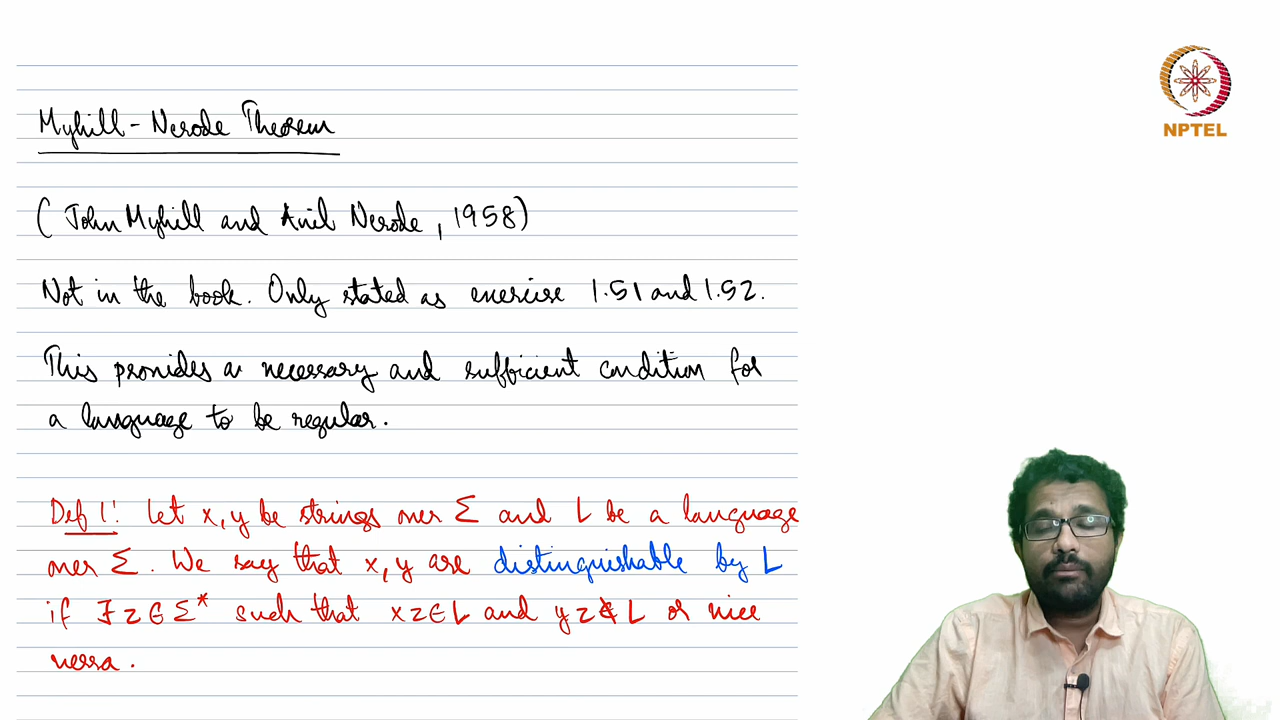 Myhill-Nerode Theorem
NPTEL
(John Myhill and Anil Nerode, 1958)
Not in the book. Only stated as exercise 1.51 and 1.52.
This provides a necessary and sufficient condition for
a language to be regular.
Def 1: Let x, y be strings over Σ and L be a language
over Σ. We say that x, y are distinguishable by L
if ∃ z ∈ Σ* such that xz ∈ L and yz ∉ L or vice
versa.